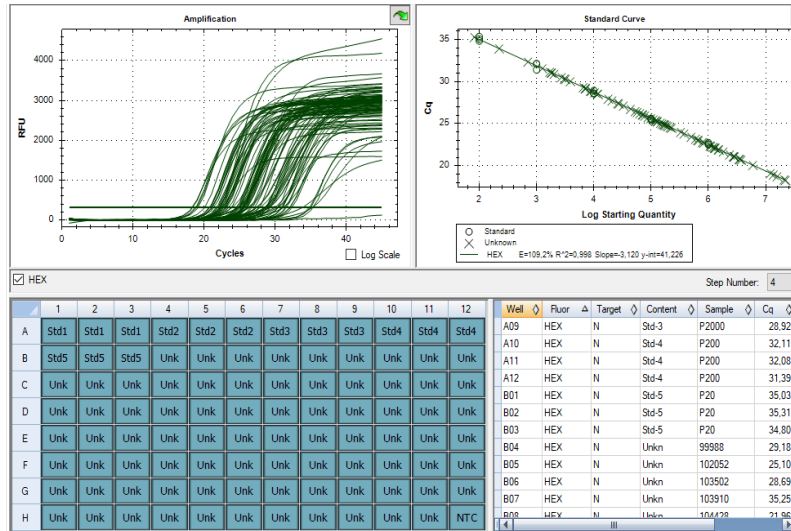 Amplification
4000
3000
2000
1000
0
RFU
0 10 20 30 40
Cycles
Log Scale
Standard Curve
35
30
25
20
Cq
2 3 4 5 6 7
Log Starting Quantity
Standard
Unknown
HEX E=109,2% R^2=0,998 Slope=-3,120 y-int=41,226
HEX
Step Number: 4
1 2 3 4 5 6 7 8 9 10 11 12
A Std1 Std1 Std1 Std2 Std2 Std2 Std3 Std3 Std3 Std4 Std4 Std4
B Std5 Std5 Std5 Unk Unk Unk Unk Unk Unk Unk Unk Unk
C Unk Unk Unk Unk Unk Unk Unk Unk Unk Unk Unk Unk
D Unk Unk Unk Unk Unk Unk Unk Unk Unk Unk Unk Unk
E Unk Unk Unk Unk Unk Unk Unk Unk Unk Unk Unk Unk
F Unk Unk Unk Unk Unk Unk Unk Unk Unk Unk Unk Unk
G Unk Unk Unk Unk Unk Unk Unk Unk Unk Unk Unk Unk
H Unk Unk Unk Unk Unk Unk Unk Unk Unk Unk Unk NTC
Well Fluor Target Content Sample Cq
A09 HEX N Std-3 P2000 28,92
A10 HEX N Std-4 P200 32,11
A11 HEX N Std-4 P200 32,08
A12 HEX N Std-4 P200 31,39
B01 HEX N Std-5 P20 35,03
B02 HEX N Std-5 P20 35,31
B03 HEX N Std-5 P20 34,80
B04 HEX N Unkn 99988 29,18
B05 HEX N Unkn 102052 25,10
B06 HEX N Unkn 103502 28,69
B07 HEX N Unkn 103910 35,25
B08 HEX N Unkn 104428 21,96